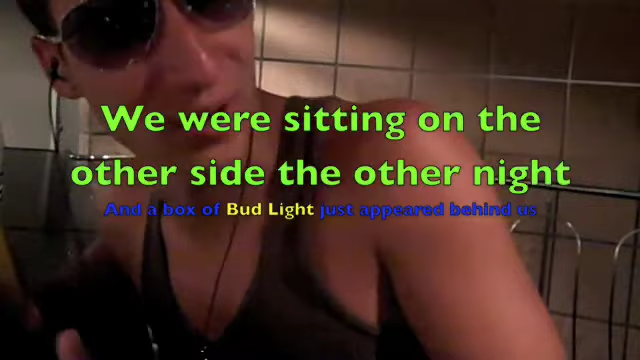 We were sitting on the
other side the other night
And a box of Bud Light just appeared behind us